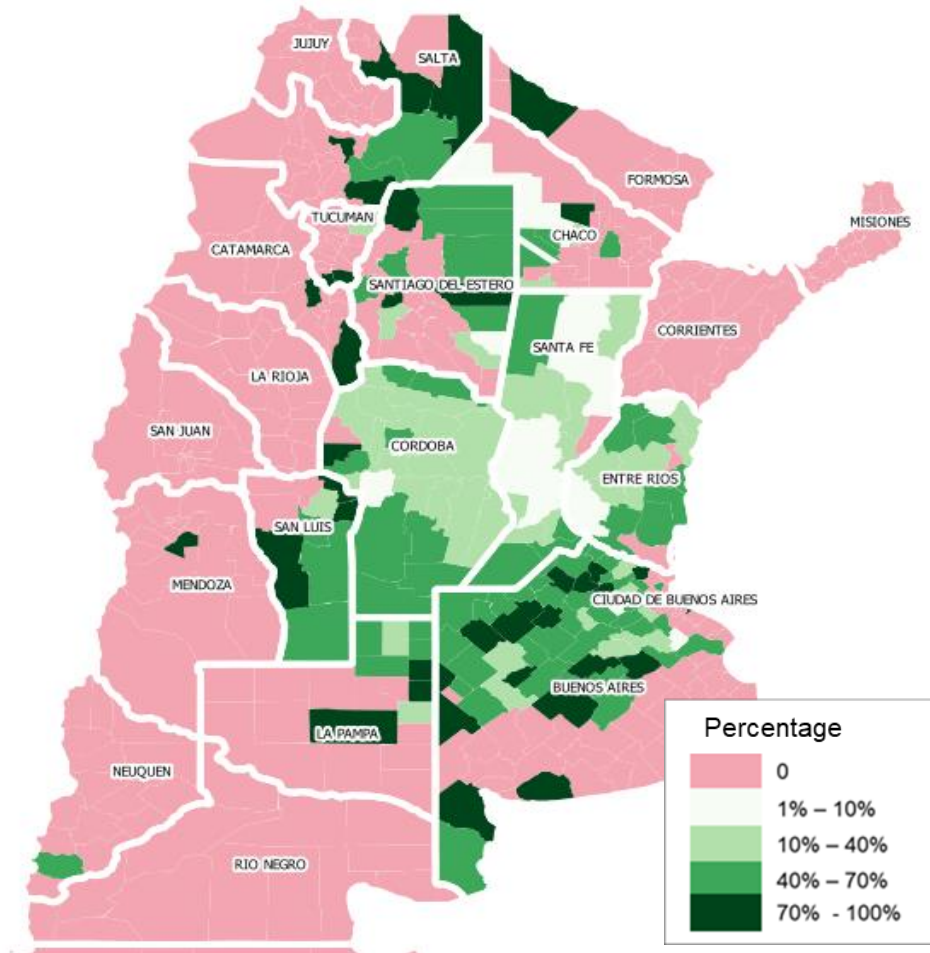 JUJUY
SALTA
FORMOSA
MISIONES
TUCUMAN
CHACO
CATAMARCA
SANTIAGO DEL ESTERO
CORRIENTES
SANTA FE
LA RIOJA
SAN JUAN
CORDOBA
ENTRE RIOS
SAN LUIS
MENDOZA
CIUDAD DE BUENOS AIRES
BUENOS AIRES
LA PAMPA
NEUQUEN
RIO NEGRO
Percentage
0
1% – 10%
10% – 40%
40% – 70%
70% - 100%